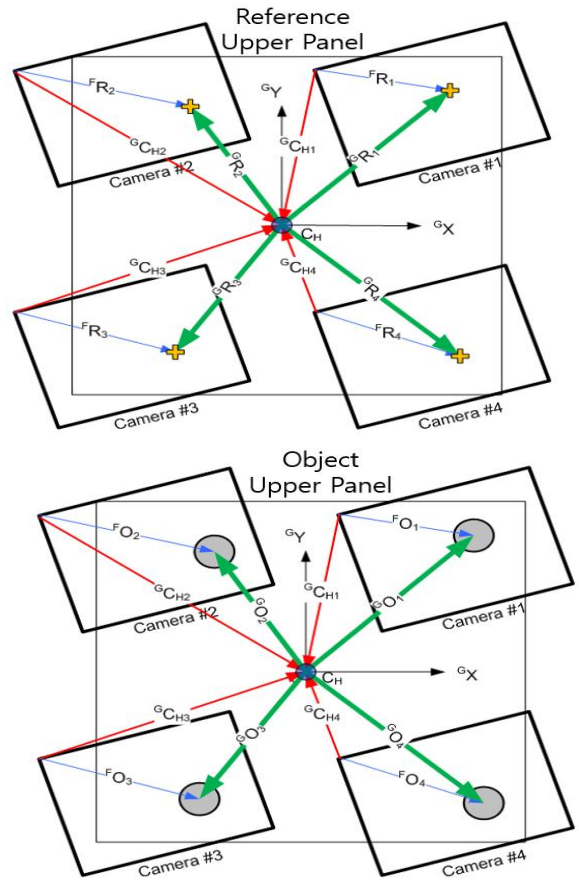 Reference
Upper Panel
FR2
FR1
GY
GCH2
GCH1
GR1
GR2
Camera #2
Camera #1
CH
GX
GCH3
GCH4
GR3
GR4
FR3
FR4
Camera #3
Camera #4
Object
Upper Panel
FO2
FO1
GY
GCH2
GCH1
GO1
GO2
Camera #2
Camera #1
CH
GX
GCH3
GCH4
GO3
GO4
FO3
FO4
Camera #3
Camera #4